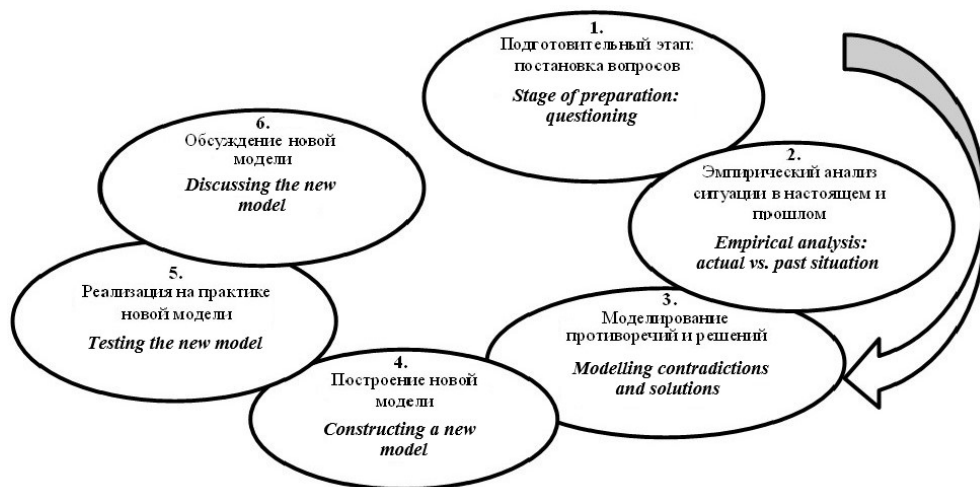 1.
Подготовительный этап:
постановка вопросов
Stage of preparation:
questioning
2.
Эмпирический анализ
ситуации в настоящем и
прошлом
Empirical analysis:
actual vs. past situation
3.
Моделирование
противоречий и решений
Modelling contradictions
and solutions
4.
Построение новой
модели
Constructing a new
model
5.
Реализация на практике
новой модели
Testing the new model
6.
Обсуждение новой
модели
Discussing the new
model